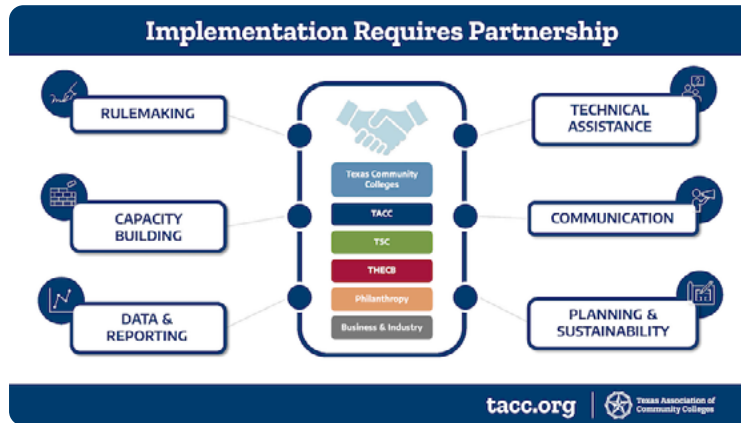 Implementation Requires Partnership
RULEMAKING
CAPACITY
BUILDING
DATA &
REPORTING
Texas Community
Colleges
TACC
TSC
THECB
Philanthropy
Business & Industry
TECHNICAL
ASSISTANCE
COMMUNICATION
PLANNING &
SUSTAINABILITY
tacc.org
Texas Association of
Community Colleges